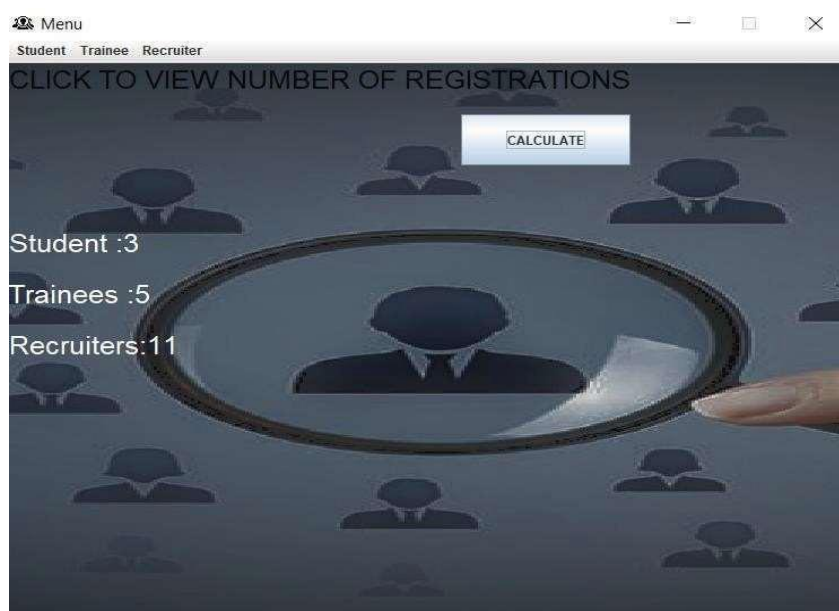 Menu
Student Trainee Recruiter
CLICK TO VIEW NUMBER OF REGISTRATIONS
CALCULATE
Student :3
Trainees :5
Recruiters:11